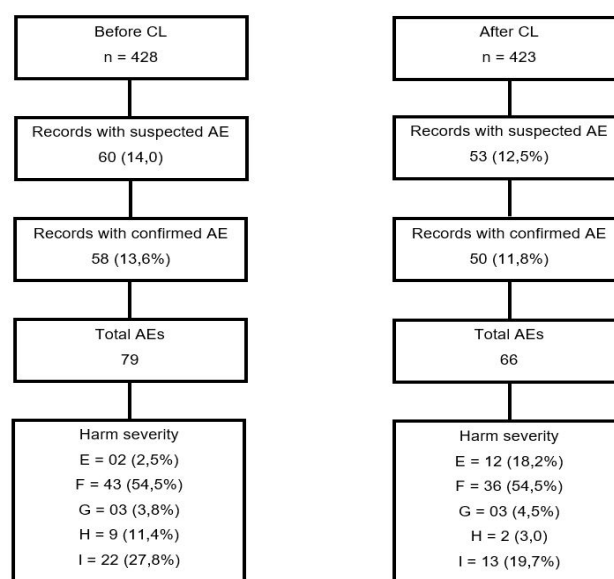 Before CL
n = 428
Records with suspected AE
60 (14,0)
Records with confirmed AE
58 (13,6%)
Total AEs
79
Harm severity
E = 02 (2,5%)
F = 43 (54,5%)
G = 03 (3,8%)
H = 9 (11,4%)
I = 22 (27,8%)
After CL
n = 423
Records with suspected AE
53 (12,5%)
Records with confirmed AE
50 (11,8%)
Total AEs
66
Harm severity
E = 12 (18,2%)
F = 36 (54,5%)
G = 03 (4,5%)
H = 2 (3,0)
I = 13 (19,7%)